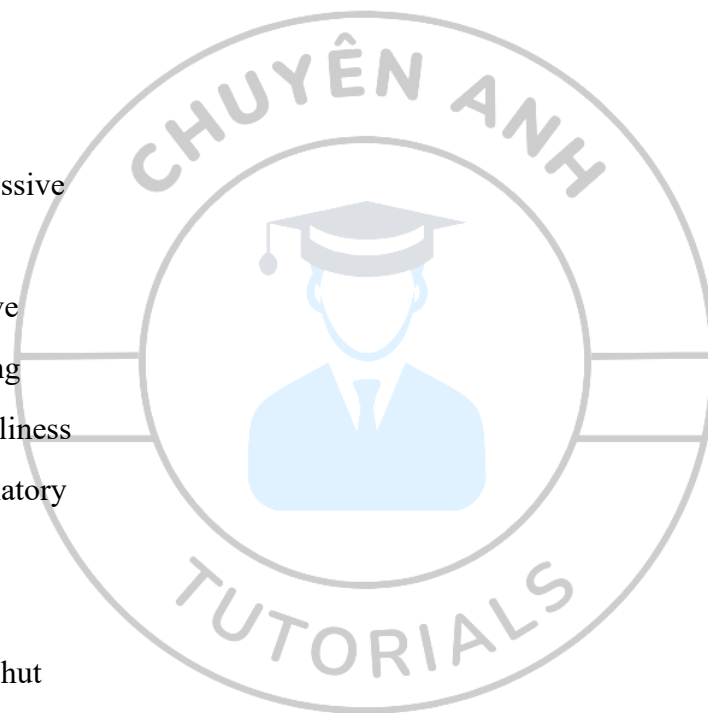 CHUYÊN ANH
ssive
ve
ng
liness
atory
TUTORIALS
hut